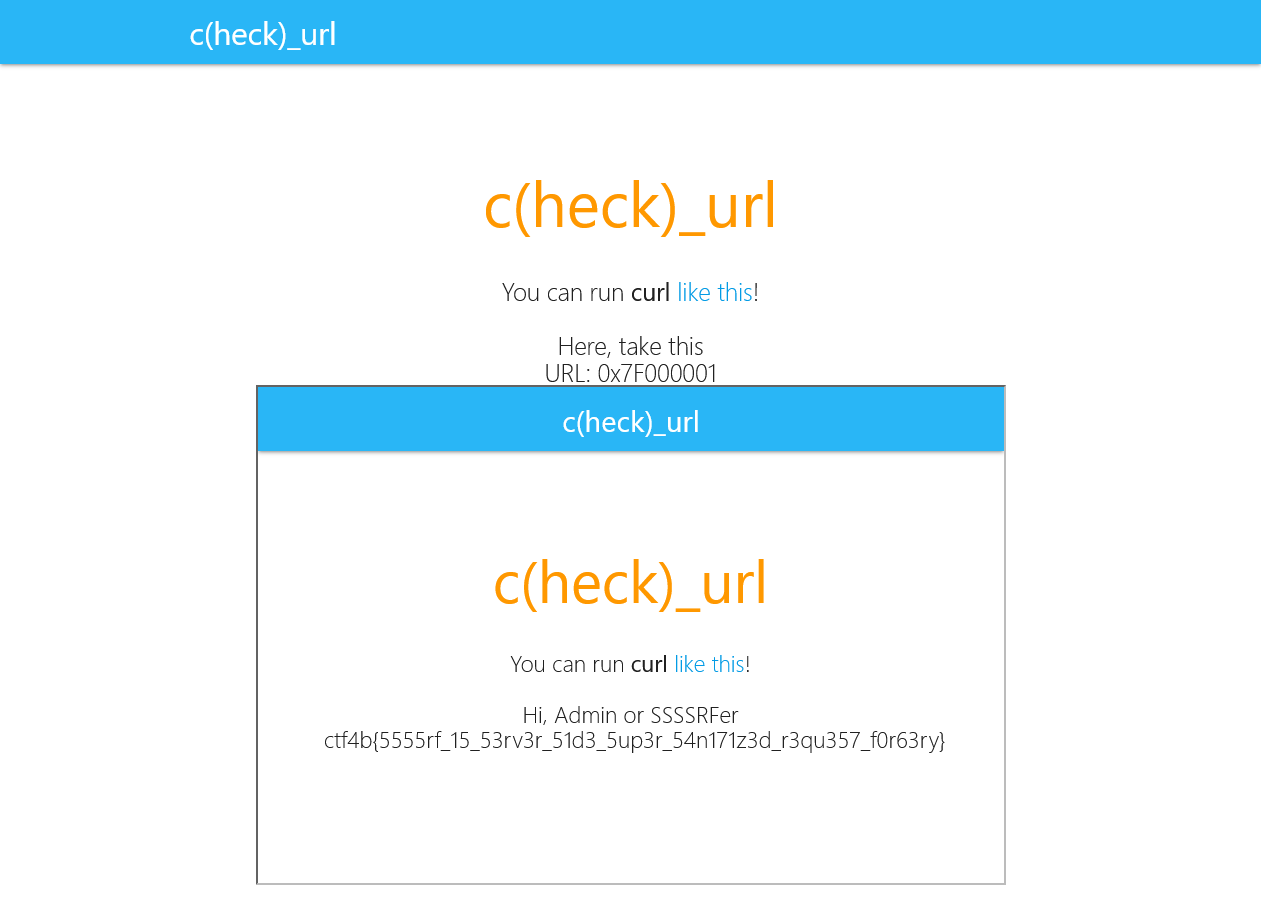 c(heck)_url
c(heck)_url
You can run curl like this!
Here, take this
URL: 0x7F000001
c(heck)_url
c(heck)_url
You can run curl like this!
Hi, Admin or SSSSRFer
ctf4b{5555rf_15_53rv3r_51d3_5up3r_54n171z3d_r3qu357_f0r63ry}